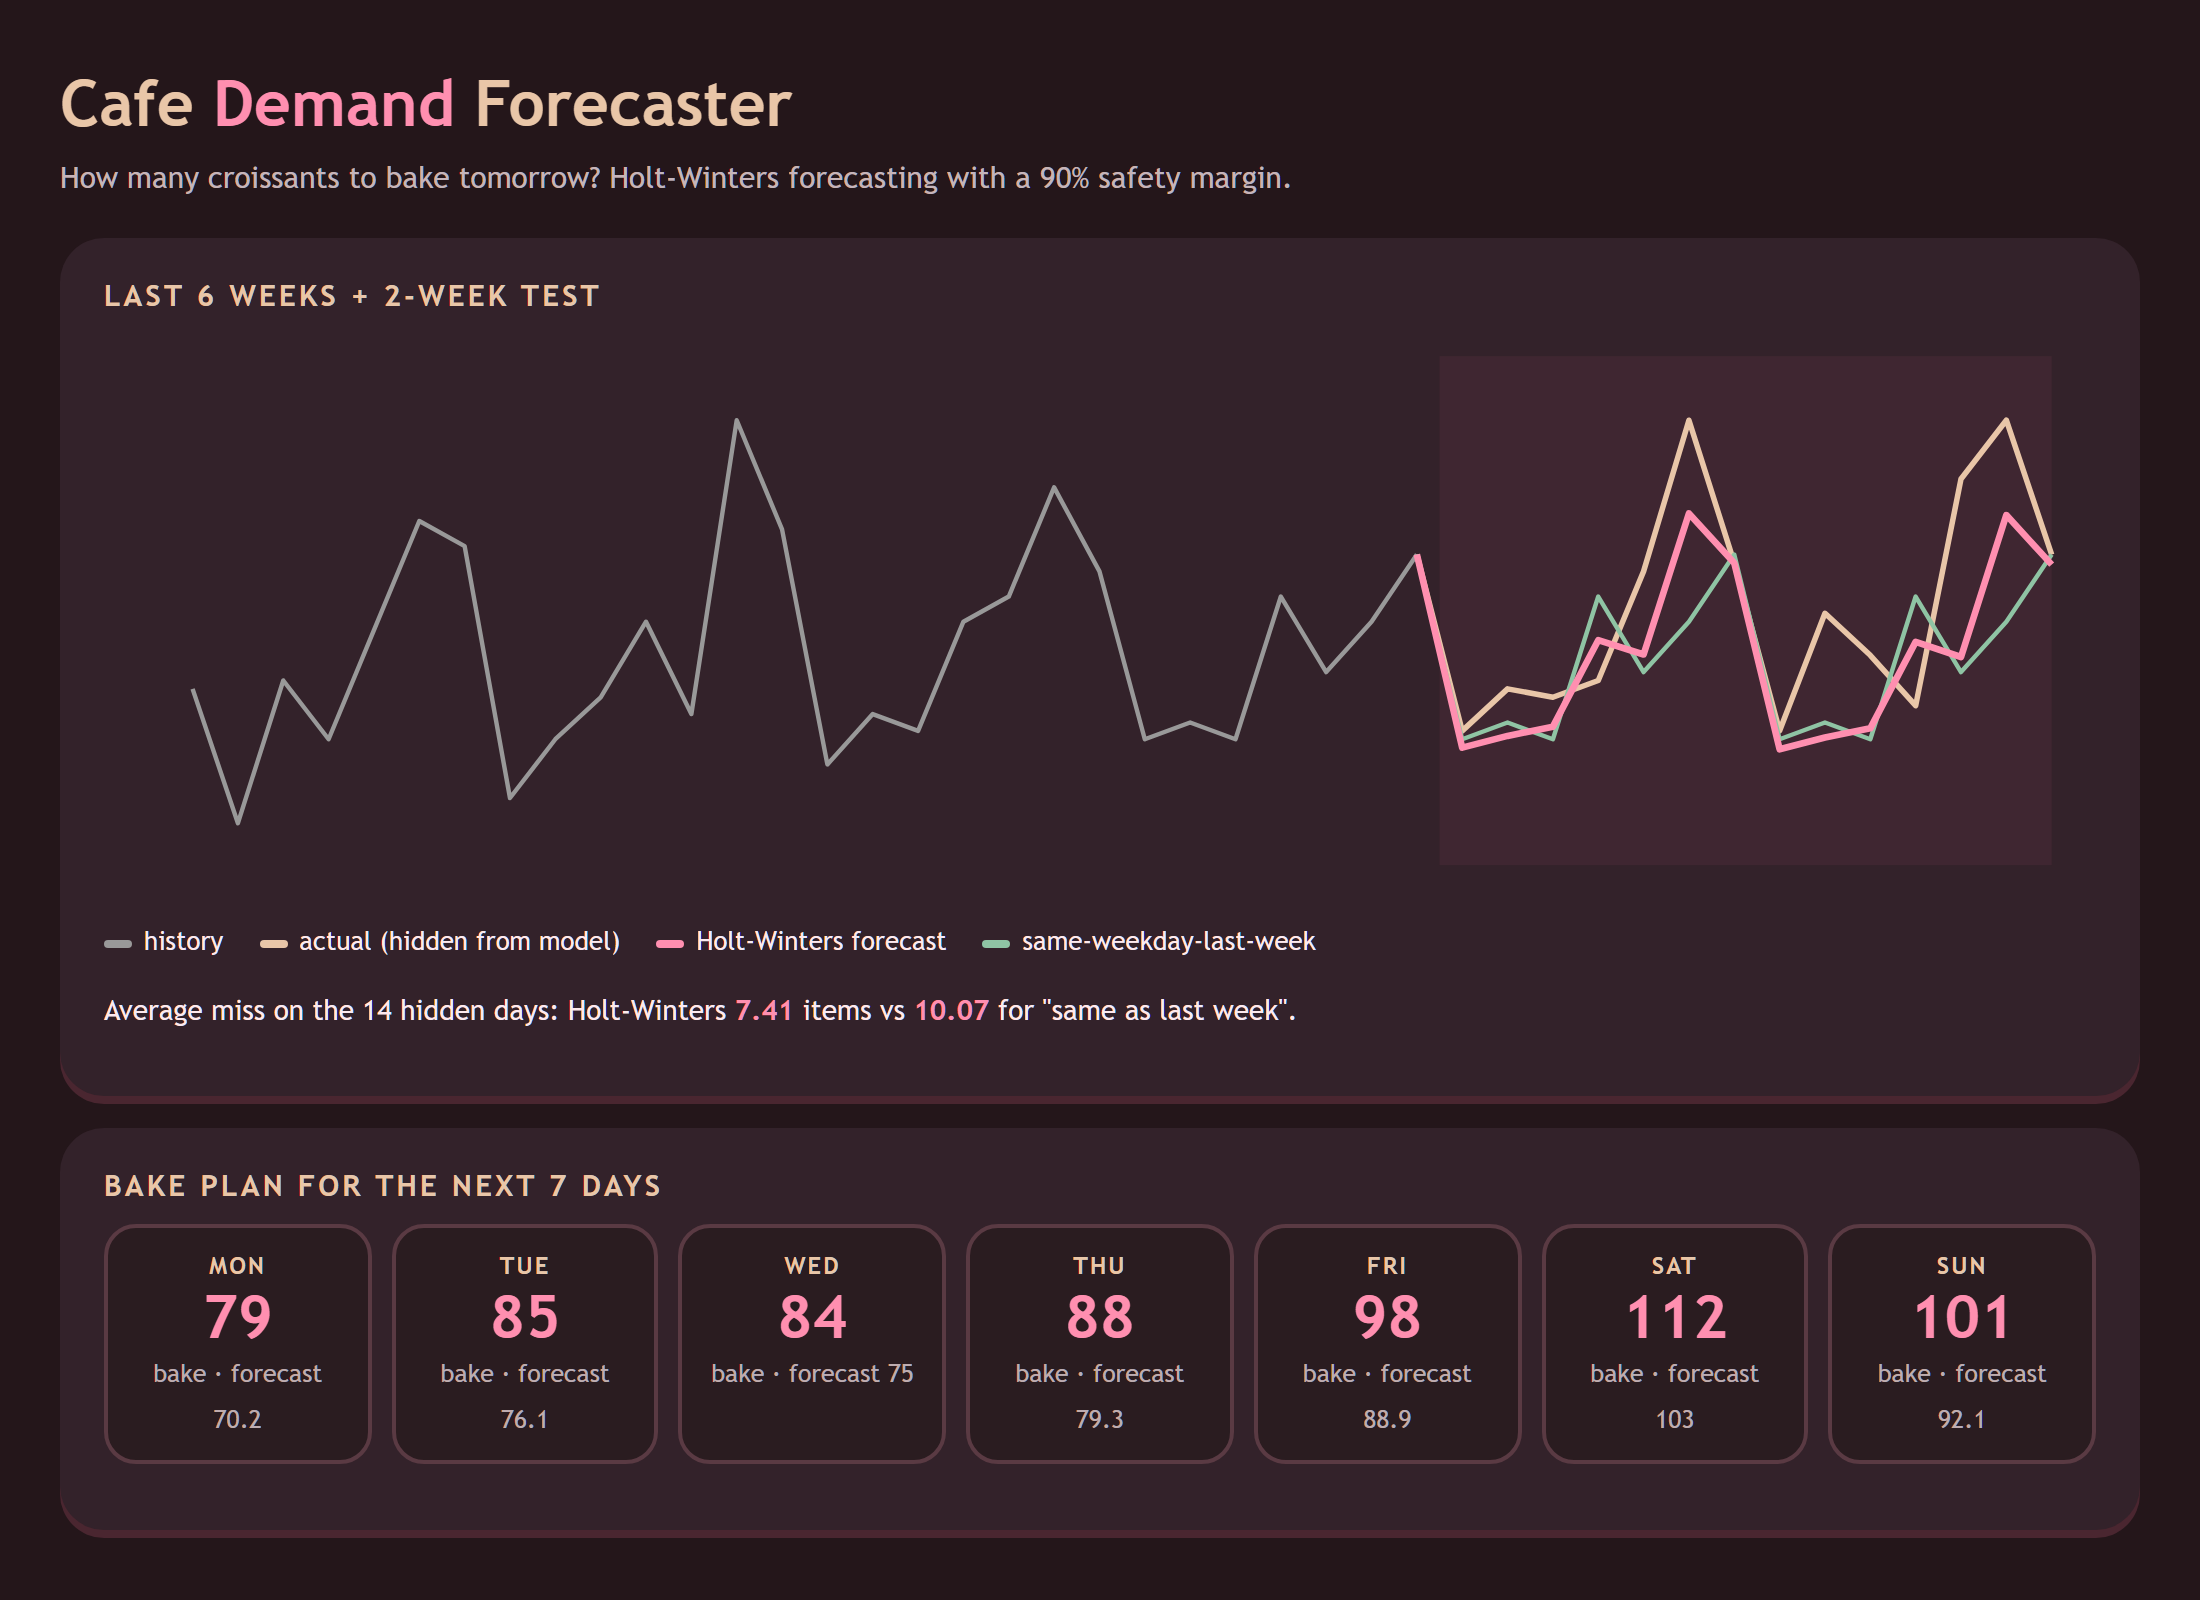 Cafe Demand Forecaster
How many croissants to bake tomorrow? Holt-Winters forecasting with a 90% safety margin.
LAST 6 WEEKS + 2-WEEK TEST
history
actual (hidden from model)
Holt-Winters forecast
same-weekday-last-week
Average miss on the 14 hidden days: Holt-Winters 7.41 items vs 10.07 for "same as last week".
BAKE PLAN FOR THE NEXT 7 DAYS
MON
79
bake · forecast
70.2
TUE
85
bake · forecast
76.1
WED
84
bake · forecast 75
THU
88
bake · forecast
79.3
FRI
98
bake · forecast
88.9
SAT
112
bake · forecast
103
SUN
101
bake · forecast
92.1